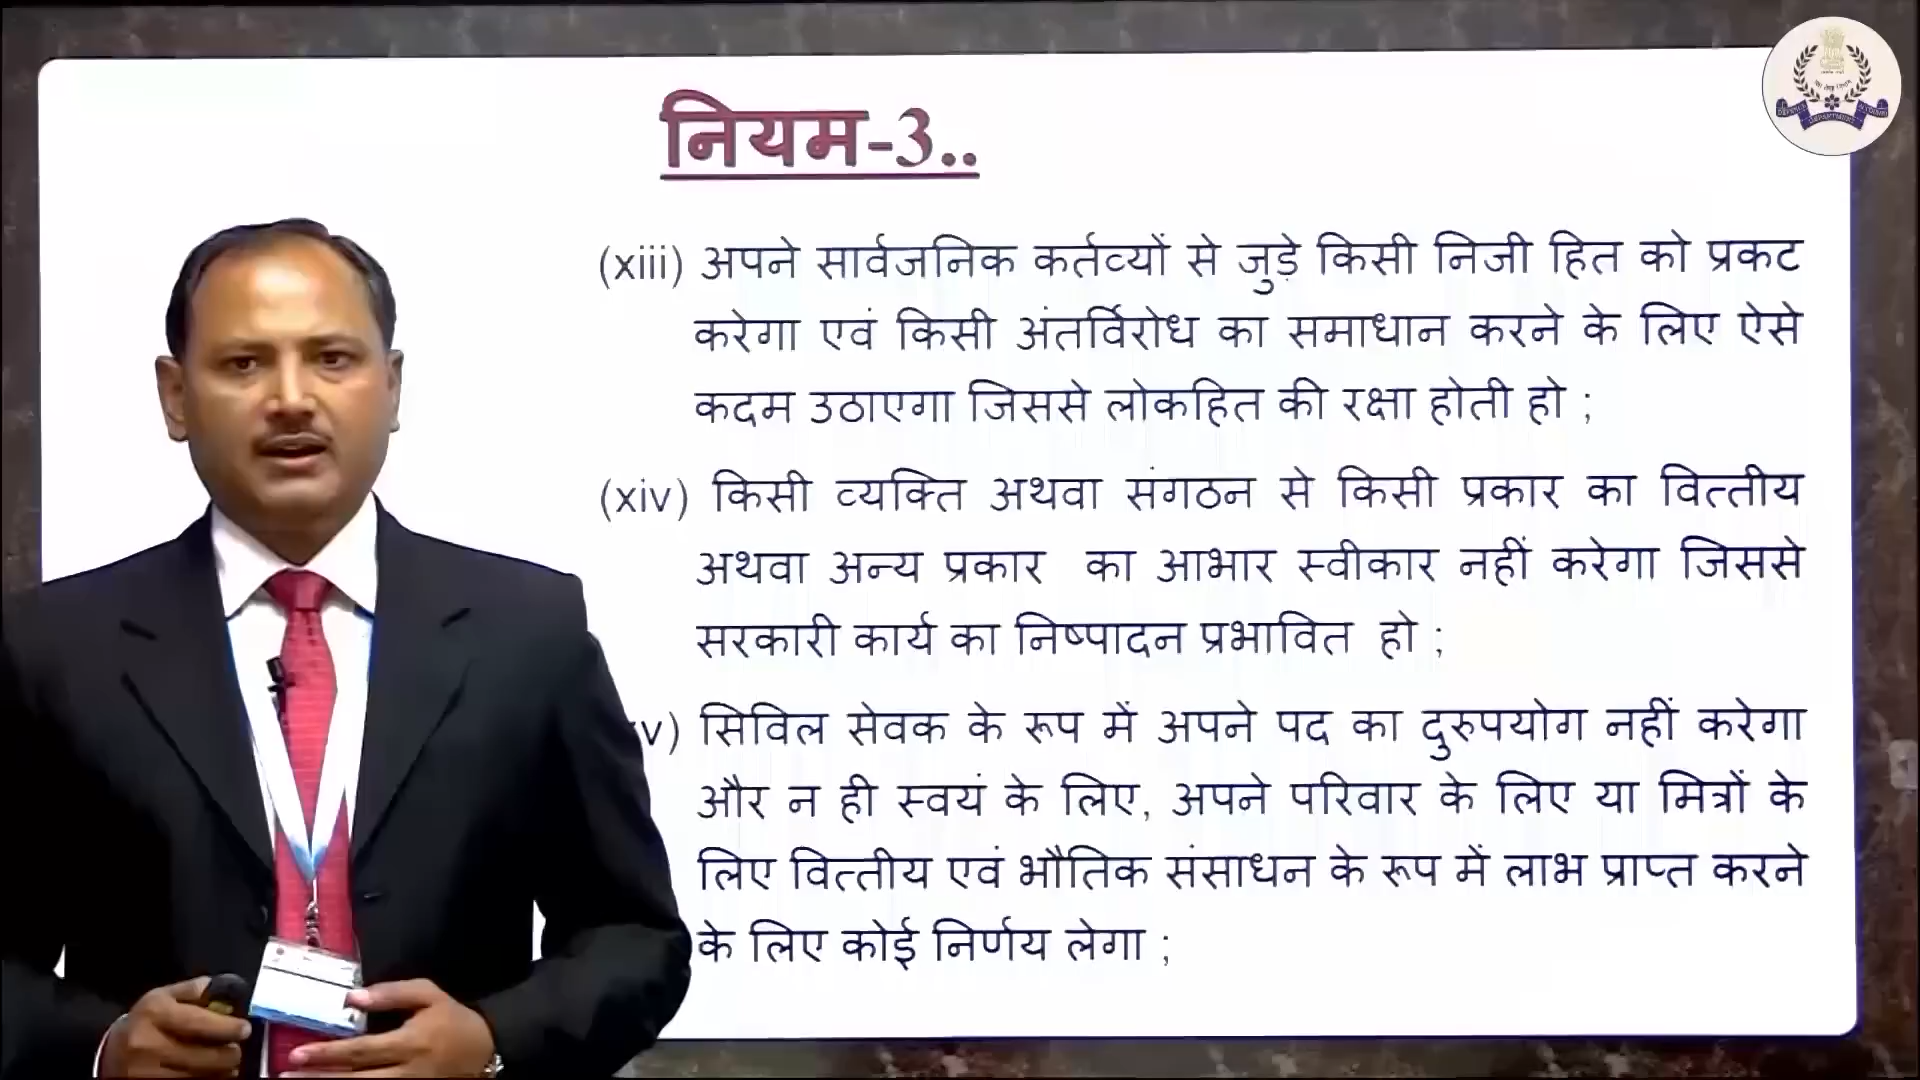 नियम-3..
(xiii) अपने सार्वजनिक कर्तव्यों से जुड़े किसी निजी हित को प्रकट
करेगा एवं किसी अंतर्विरोध का समाधान करने के लिए ऐसे
कदम उठाएगा जिससे लोकहित की रक्षा होती हो ;
(xiv) किसी व्यक्ति अथवा संगठन से किसी प्रकार का वित्तीय
अथवा अन्य प्रकार का आभार स्वीकार नहीं करेगा जिससे
सरकारी कार्य का निष्पादन प्रभावित हो ;
v) सिविल सेवक के रूप में अपने पद का दुरुपयोग नहीं करेगा
और न ही स्वयं के लिए, अपने परिवार के लिए या मित्रों के
लिए वित्तीय एवं भौतिक संसाधन के रूप में लाभ प्राप्त करने
के लिए कोई निर्णय लेगा ;